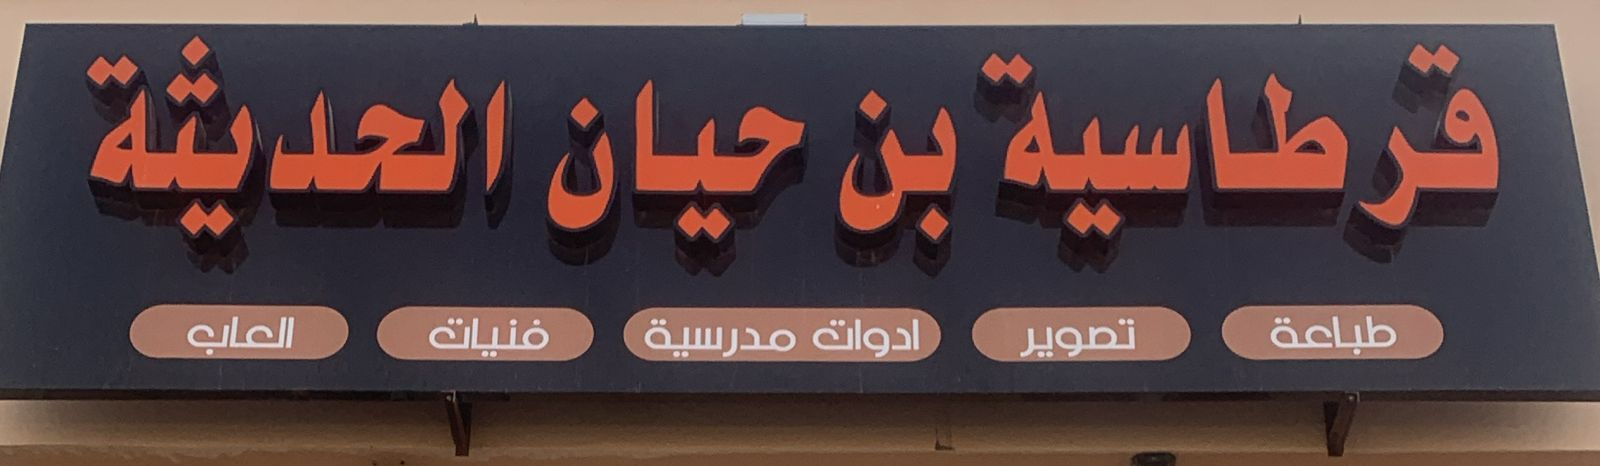 قرطاسية بن حيان الحديثة
طباعة تصوير ادوات مدرسية فنيات العاب